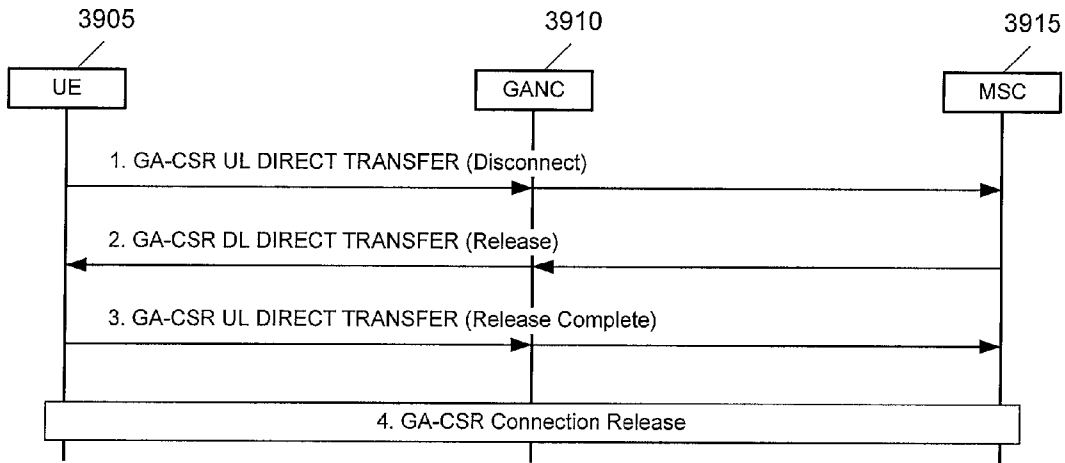 3905
3910
3915
UE
GANC
MSC
1. GA-CSR UL DIRECT TRANSFER (Disconnect)
2. GA-CSR DL DIRECT TRANSFER (Release)
3. GA-CSR UL DIRECT TRANSFER (Release Complete)
4. GA-CSR Connection Release